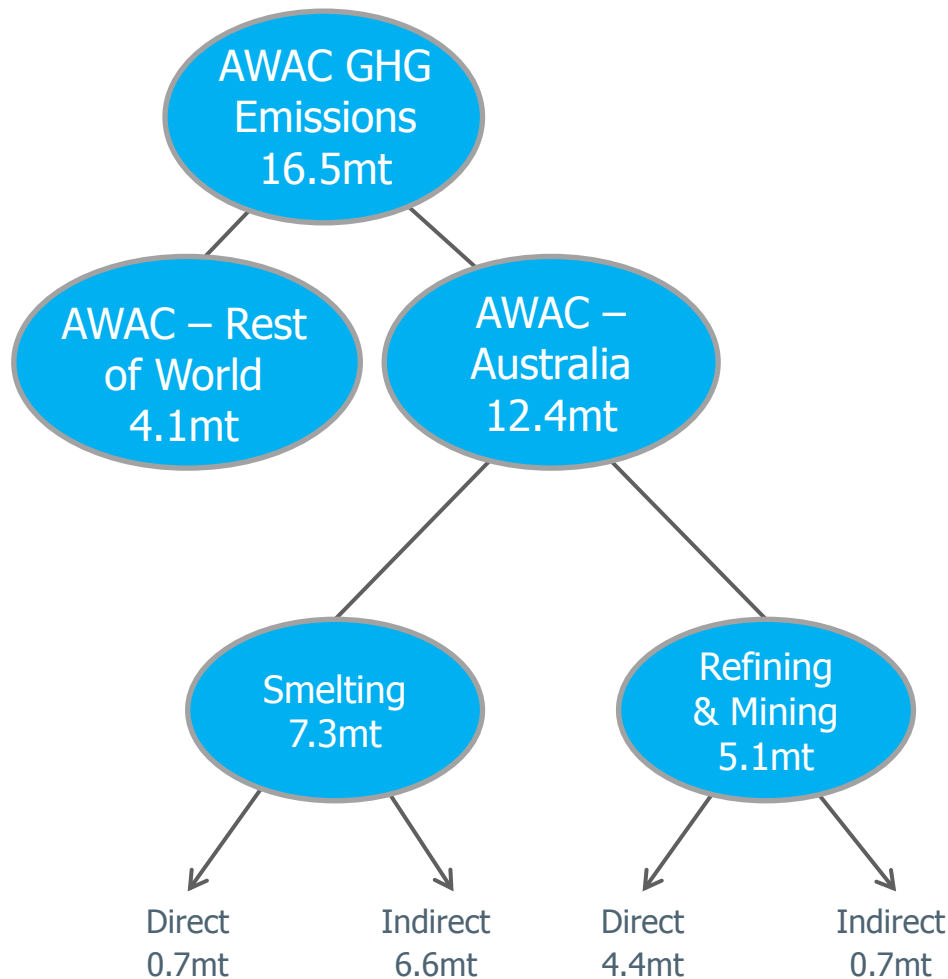 AWAC GHG
Emissions
16.5mt
AWAC – Rest
of World
4.1mt
AWAC –
Australia
12.4mt
Smelting
7.3mt
Refining
& Mining
5.1mt
Direct
0.7mt
Indirect
6.6mt
Direct
4.4mt
Indirect
0.7mt